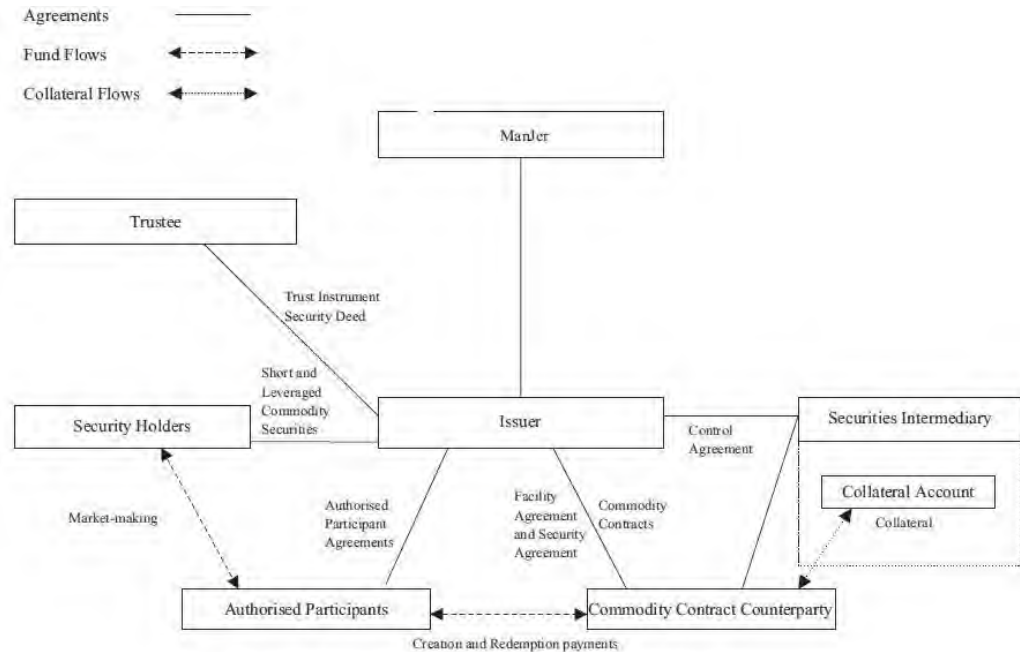 Agreements
Fund Flows
Collateral Flows
ManJer
Trustee
Trust Instrument
Security Deed
Short and
Leveraged
Commodity
Securities
Security Holders
Issuer
Securities Intermediary
Control
Agreement
Collateral Account
Collateral
Market-making
Authorised
Participant
Agreements
Facility
Agreement
and Security
Agreement
Commodity
Contracts
Authorised Participants
Commodity Contract Counterparty
Creation and Redemption payments